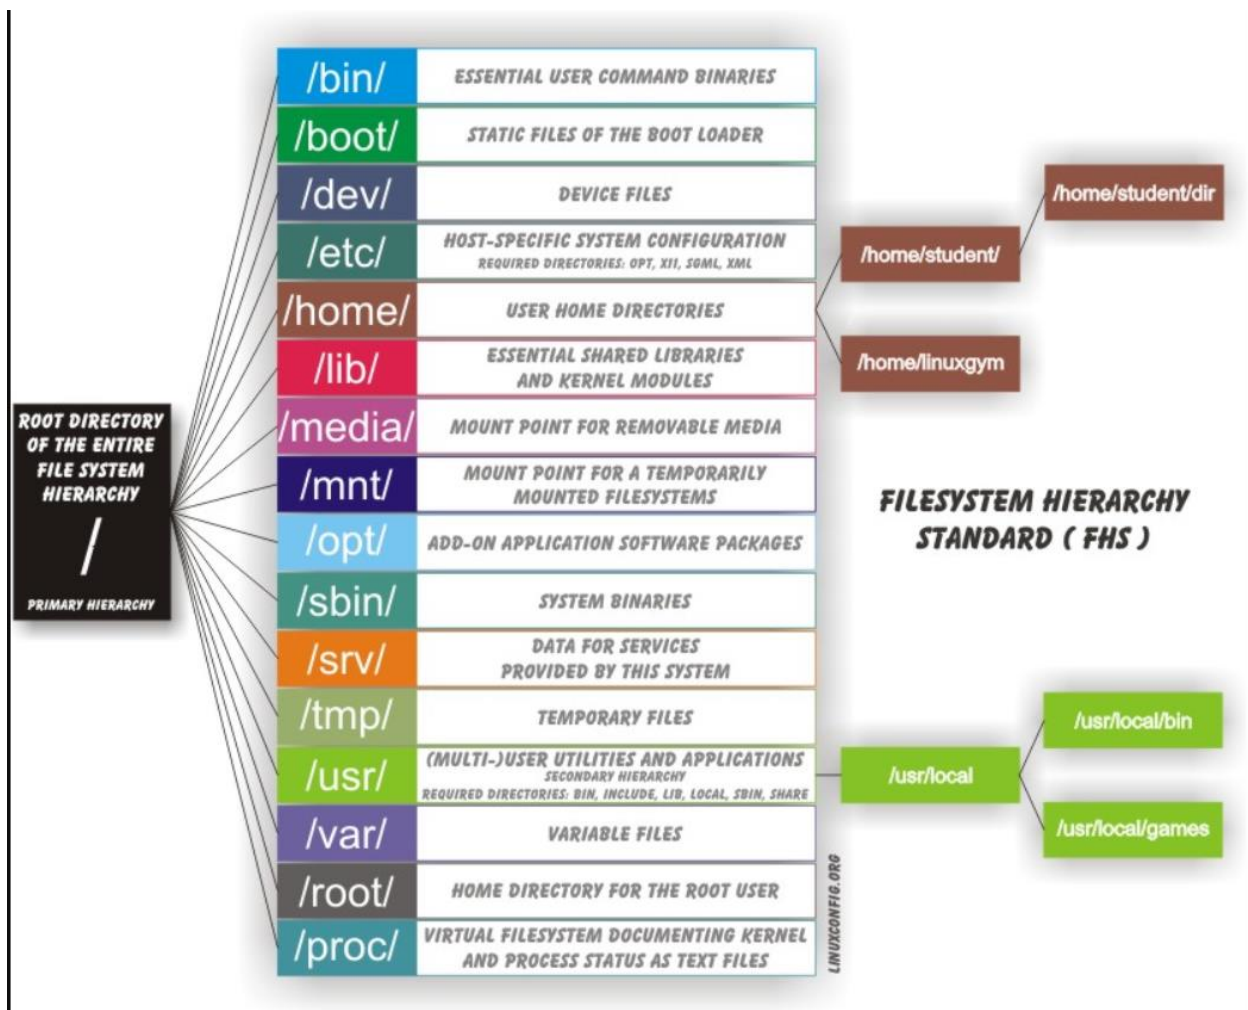 ROOT DIRECTORY
OF THE ENTIRE
FILE SYSTEM
HIERARCHY
/
PRIMARY HIERARCHY
/bin/
ESSENTIAL USER COMMAND BINARIES
/boot/
STATIC FILES OF THE BOOT LOADER
/dev/
DEVICE FILES
/etc/
HOST-SPECIFIC SYSTEM CONFIGURATION
REQUIRED DIRECTORIES: OPT, XII, SGML, XML
/home/
USER HOME DIRECTORIES
/lib/
ESSENTIAL SHARED LIBRARIES
AND KERNEL MODULES
/media/
MOUNT POINT FOR REMOVABLE MEDIA
/mnt/
MOUNT POINT FOR A TEMPORARILY
MOUNTED FILESYSTEMS
/opt/
ADD-ON APPLICATION SOFTWARE PACKAGES
/sbin/
SYSTEM BINARIES
/srv/
DATA FOR SERVICES
PROVIDED BY THIS SYSTEM
/tmp/
TEMPORARY FILES
/usr/
(MULTI-)USER UTILITIES AND APPLICATIONS
SECONDARY HIERARCHY
REQUIRED DIRECTORIES: BIN, INCLUDE, LIB, LOCAL, SBIN, SHARE
/var/
VARIABLE FILES
/root/
HOME DIRECTORY FOR THE ROOT USER
/proc/
VIRTUAL FILESYSTEM DOCUMENTING KERNEL
AND PROCESS STATUS AS TEXT FILES
/home/student/
/home/student/dir
/home/linuxgym
FILESYSTEM HIERARCHY
STANDARD ( FHS )
/usr/local
/usr/local/bin
/usr/local/games
LINUXCONFIG.ORG